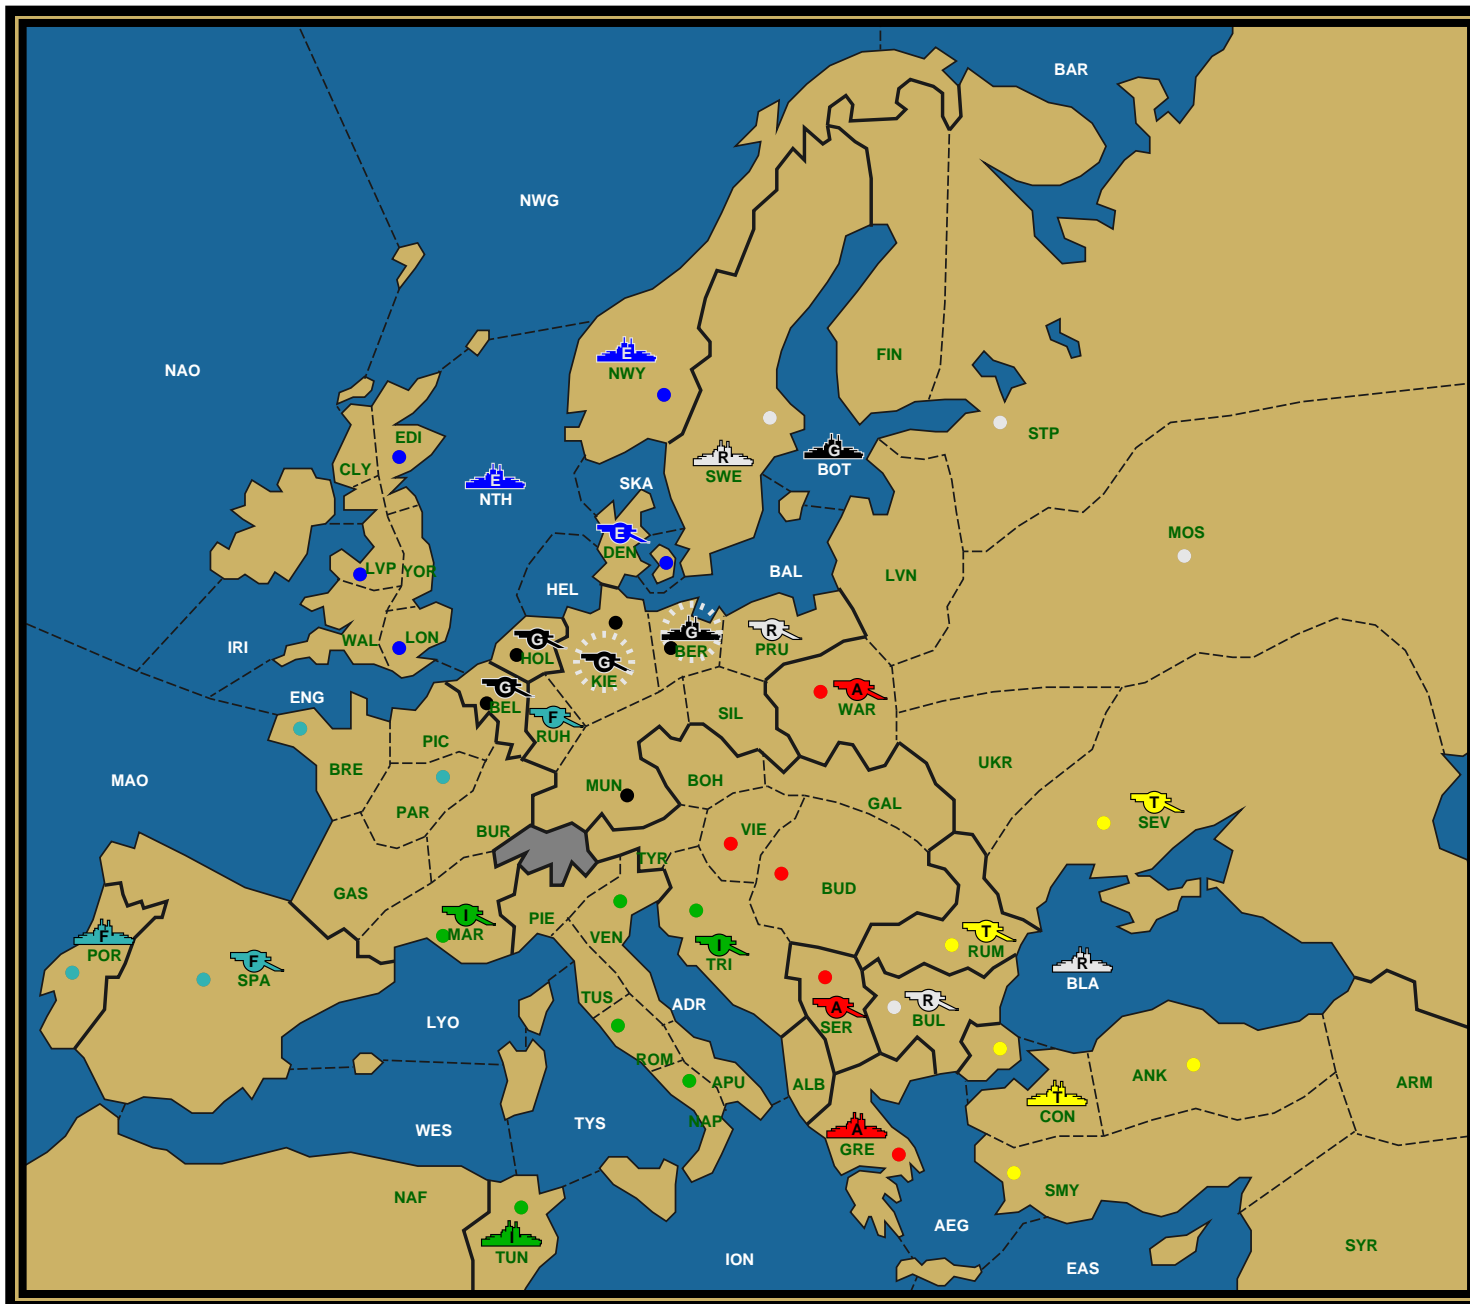 BAR
NWG
NAO
E
NWY
FIN
EDI
STP
CLY
R
SWE
G
BOT
E
NTH
SKA
MOS
E
DEN
LVP
YOR
HEL
BAL
LVN
IRI
WAL
LON
G
HOL
G
KIE
G
BER
R
PRU
ENG
G
BEL
F
RUH
SIL
A
WAR
PIC
BRE
MAO
PAR
MUN
BOH
GAL
UKR
T
SEV
BUR
VIE
TYR
BUD
GAS
I
MAR
PIE
VEN
I
TRI
T
RUM
F
POR
F
SPA
R
BLA
TUS
ADR
A
SER
R
BUL
LYO
ROM
APU
ALB
ANK
ARM
T
CON
WES
TYS
NAP
A
GRE
NAF
SMY
I
TUN
ION
AEG
EAS
SYR